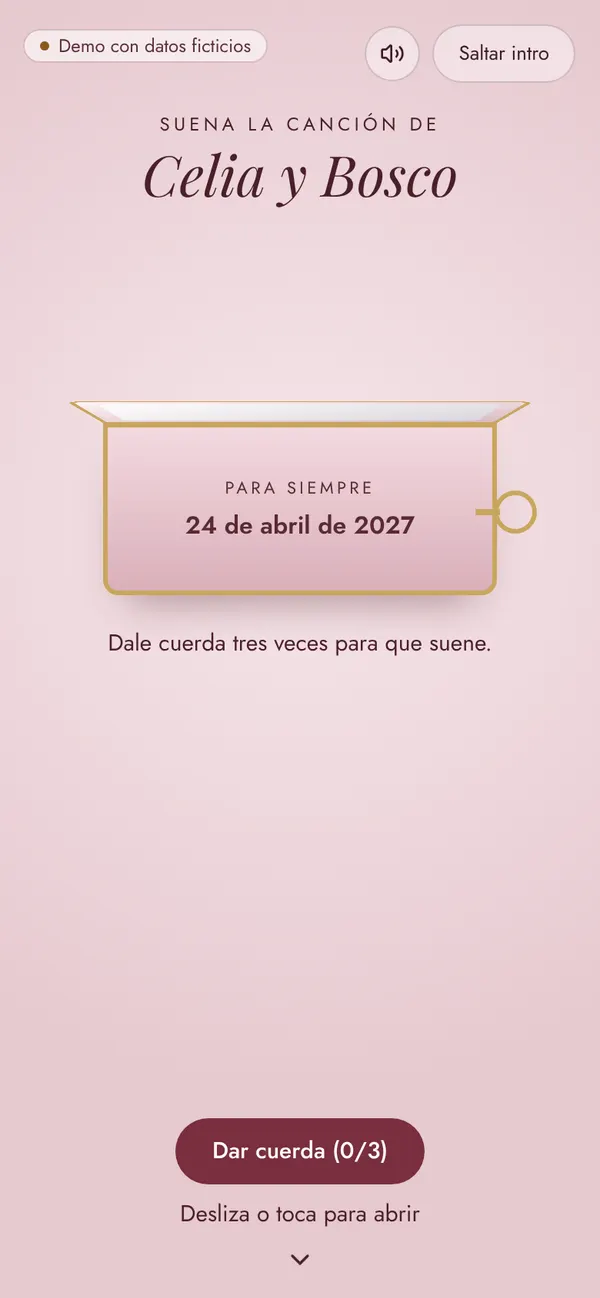 Demo con datos ficticios
Saltar intro
SUENA LA CANCIÓN DE
Celia y Bosco
PARA SIEMPRE
24 de abril de 2027
Dale cuerda tres veces para que suene.
Dar cuerda (0/3)
Desliza o toca para abrir